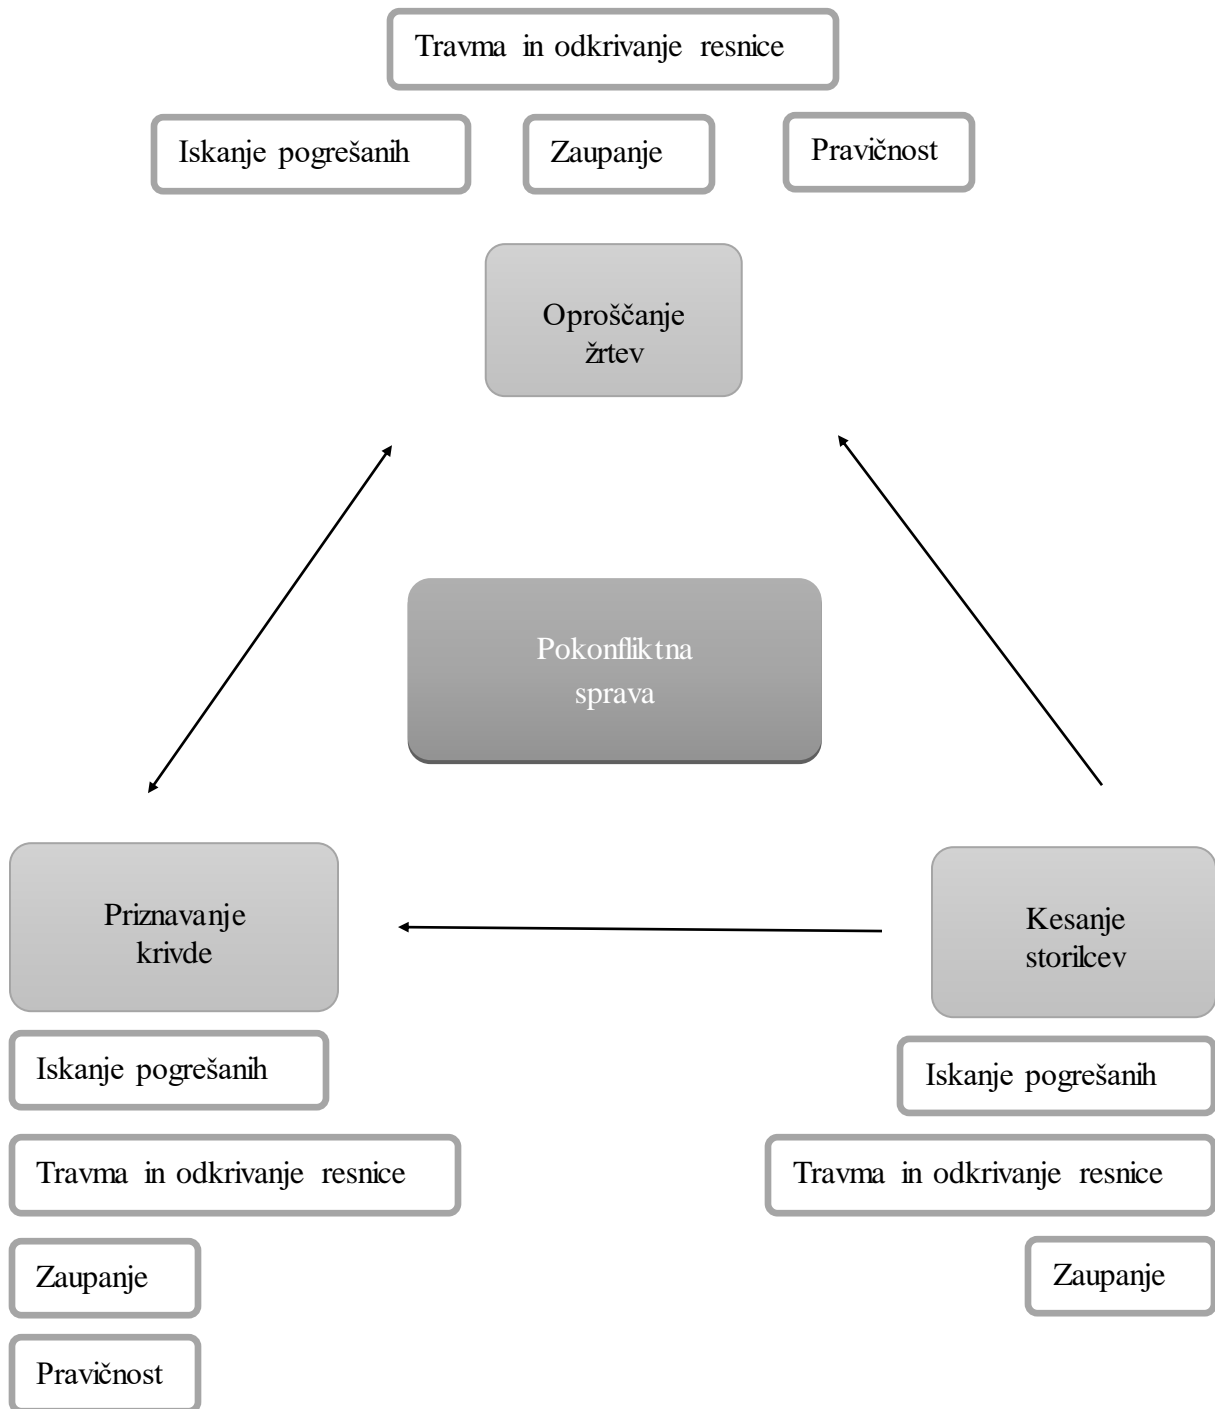 Travma in odkrivanje resnice
Iskanje pogrešanih
Zaupanje
Pravičnost
Oproščanje
žrtev
Pokonfliktna
sprava
Priznavanje
krivde
Kesanje
storilcev
Iskanje pogrešanih
Iskanje pogrešanih
Travma in odkrivanje resnice
Travma in odkrivanje resnice
Zaupanje
Zaupanje
Pravičnost